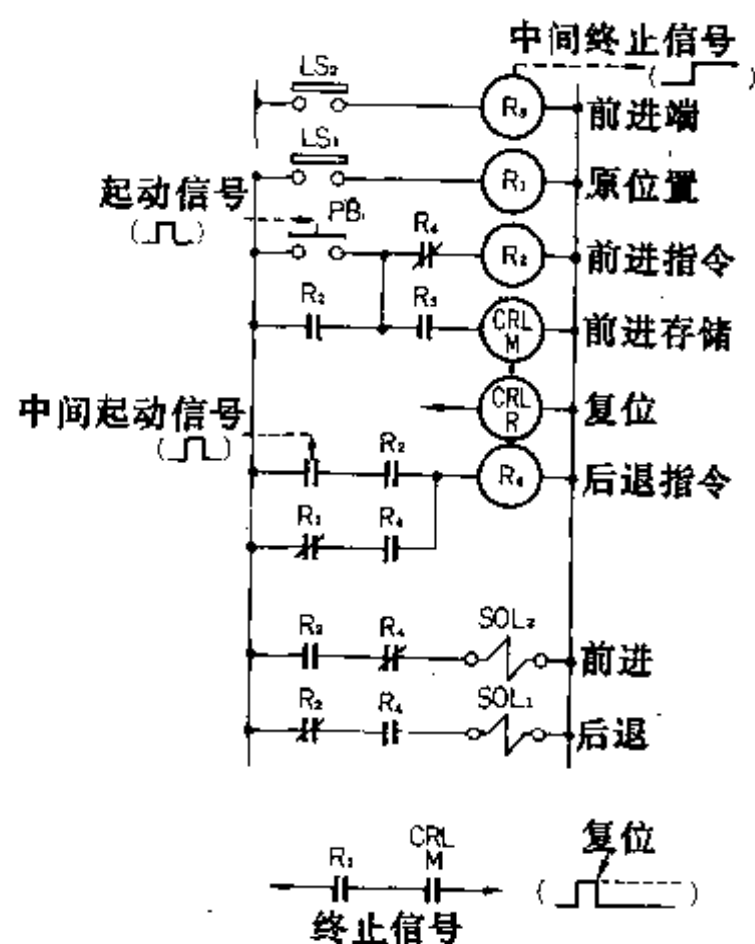 中间终止信号
LS₂
R₃
前进端
LS₁
R₁
原位置
起动信号
PB₁
R₄
R₂
前进指令
R₂
R₃
CRL M
前进存储
CRL R
复位
中间起动信号
R₂
R₄
后退指令
R₁
R₄
R₂
R₄
SOL₂
前进
R₂
R₄
SOL₁
后退
R₁
CRL M
复位
终止信号